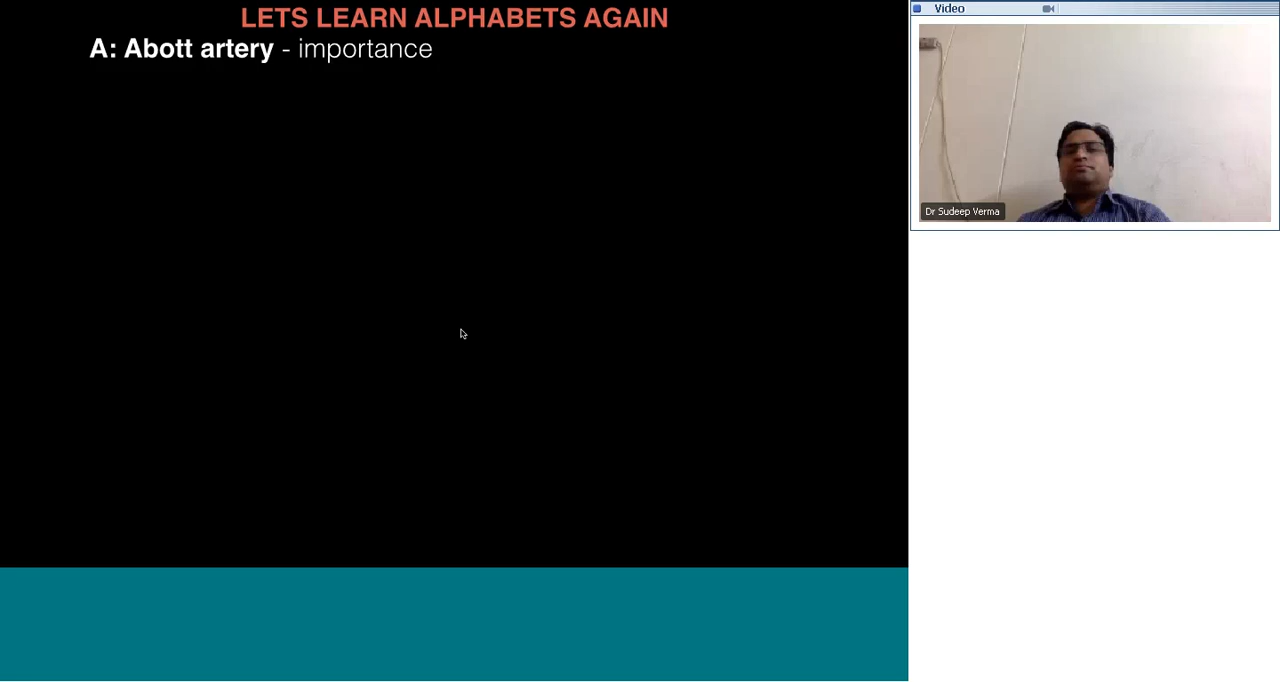 LETS LEARN ALPHABETS AGAIN
A: Abott artery - importance
Video
Dr Sudeep Verma